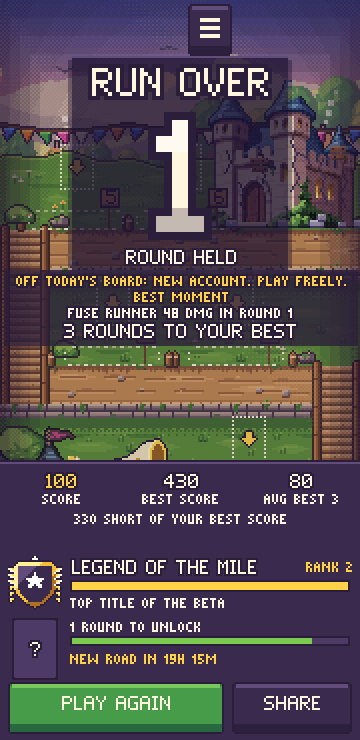 RUN OVER
1
5
6
ROUND HELD
OFF TODAY'S BOARD: NEW ACCOUNT. PLAY FREELY.
BEST MOMENT
FUSE RUNNER 48 DMG IN ROUND 1
3 ROUNDS TO YOUR BEST
100 430 80
SCORE BEST SCORE AVG BEST 3
330 SHORT OF YOUR BEST SCORE
LEGEND OF THE MILE RANK 2
TOP TITLE OF THE BETA
1 ROUND TO UNLOCK
?
NEW ROAD IN 19H 15M
PLAY AGAIN SHARE